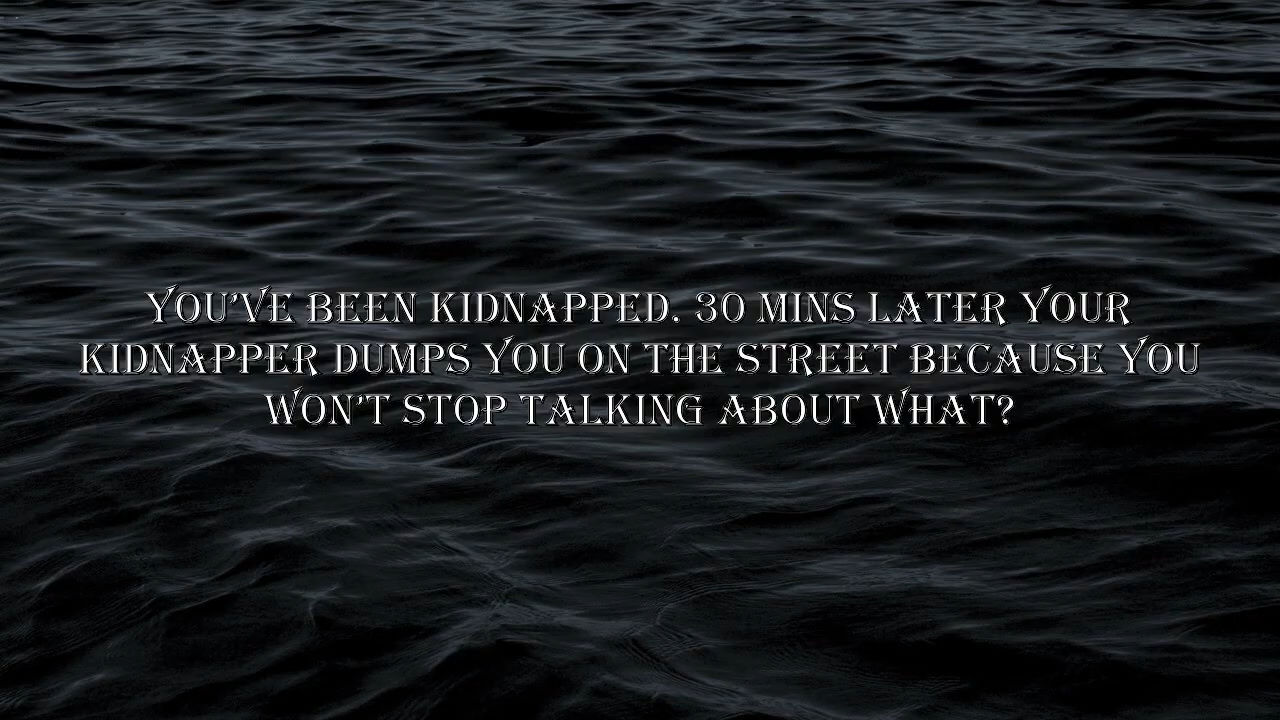 YOU'VE BEEN KIDNAPPED. 30 MINS LATER YOUR
KIDNAPPER DUMPS YOU ON THE STREET BECAUSE YOU
WON'T STOP TALKING ABOUT WHAT?